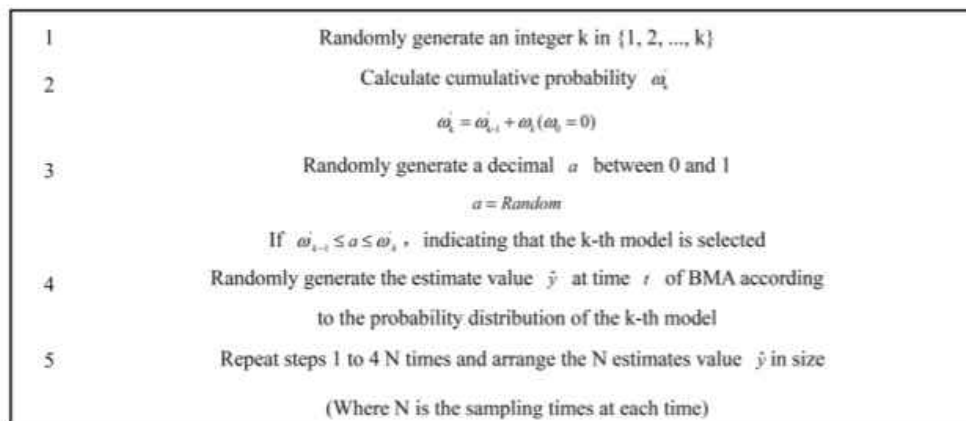 1 Randomly generate an integer k in {1, 2, ..., k}
2 Calculate cumulative probability ω'ₖ
ω'ₖ = ω'ₖ₋₁ + ωₖ(ω₀ = 0)
3 Randomly generate a decimal a between 0 and 1
a = Random
If ω'ₖ₋₁ ≤ a ≤ ω'ₖ , indicating that the k-th model is selected
4 Randomly generate the estimate value ŷ at time t of BMA according
to the probability distribution of the k-th model
5 Repeat steps 1 to 4 N times and arrange the N estimates value ŷ in size
(Where N is the sampling times at each time)